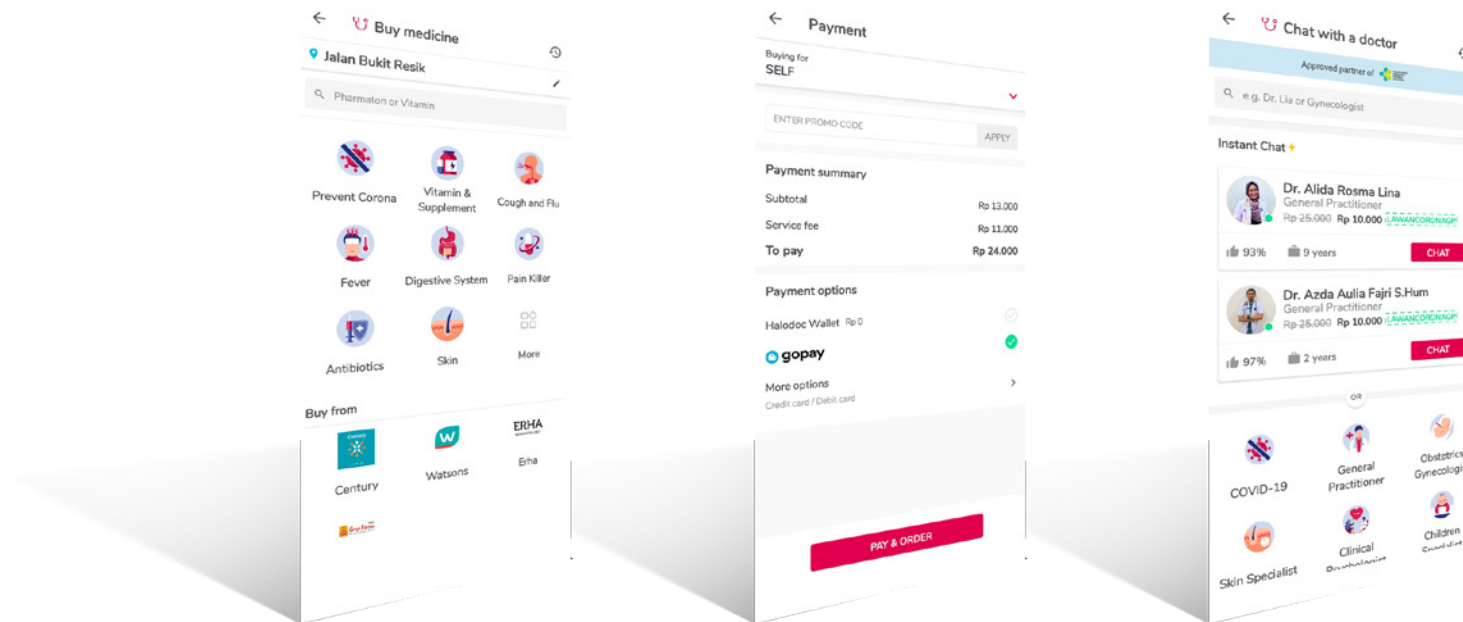 Buy medicine
Jalan Bukit Resik
Pharmaton or Vitamin
Prevent Corona
Vitamin &
Supplement
Cough and Flu
Fever
Digestive System
Pain Killer
Antibiotics
Skin
More
Buy from
Century
W
ERHA
Century
Watsons
Erha
Payment
Buying for
SELF
ENTER PROMO CODE
APPLY
Payment summary
Subtotal
Rp 13.000
Service fee
Rp 11.000
To pay
Rp 24.000
Payment options
Halodoc Wallet Rp 0
gopay
More options
Credit card / Debit card
PAY & ORDER
Chat with a doctor
Approved partner of
e.g. Dr. Lia or Gynecologist
Instant Chat
Dr. Alida Rosma Lina
General Practitioner
Rp 25.000 Rp 10.000 LAWANCORONAGP
93% 9 years
CHAT
Dr. Azda Aulia Fajri S.Hum
General Practitioner
Rp 25.000 Rp 10.000 LAWANCORONAGP
97% 2 years
CHAT
OR
COVID-19
General
Practitioner
Obstetrics
Skin Specialist
Clinical
Children